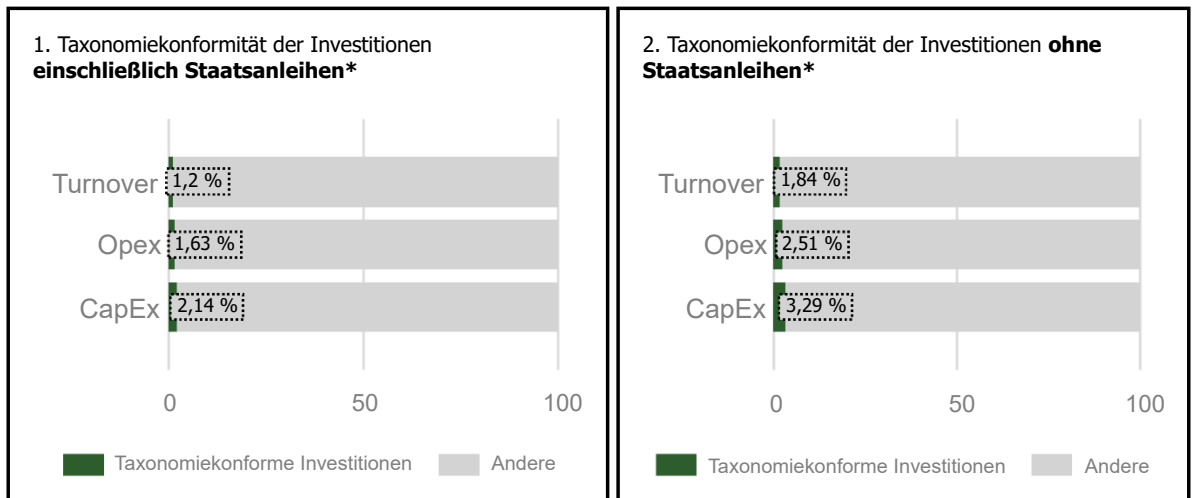 1. Taxonomiekonformität der Investitionen
einschließlich Staatsanleihen*
Turnover 1,2 %
Opex 1,63 %
CapEx 2,14 %
0 50 100
Taxonomiekonforme Investitionen Andere
2. Taxonomiekonformität der Investitionen ohne
Staatsanleihen*
Turnover 1,84 %
Opex 2,51 %
CapEx 3,29 %
0 50 100
Taxonomiekonforme Investitionen Andere